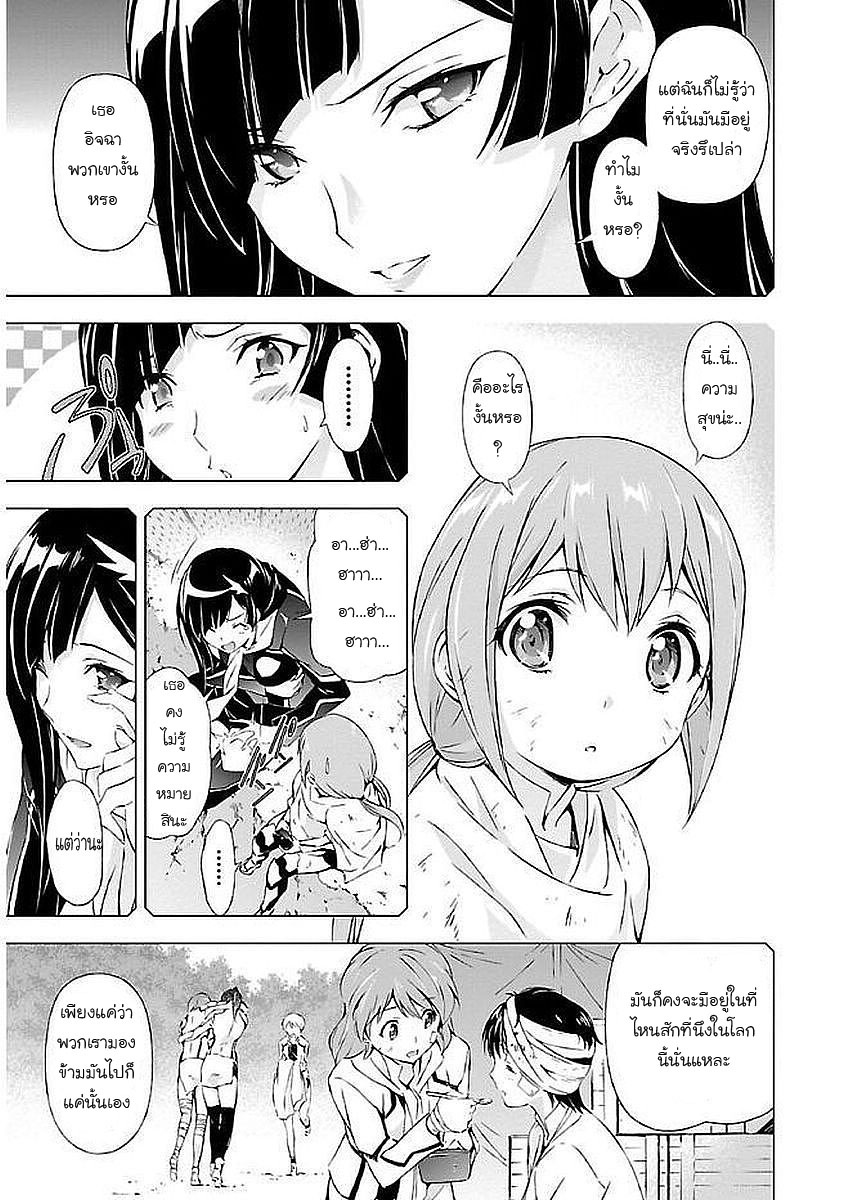 แต่ฉันก็ไม่รู้ว่า
ที่นั่นมันมีอยู่
จริงรึเปล่า
ทำไม
งั้น
หรอ?
เธอ
อิจฉา
พวกเขางั้น
หรอ
นี่..นี่..
ความ
สุขน่ะ..
คืออะไร
งั้นหรอ
?
ぷに
อา...ฮ่า...
ฮาาา...
อา...ฮ่า...
ฮาาา...
เธอ
คง
ไม่รู้
ความ
หมาย
สินะ
แต่ว่านะ
มันก็คงจะมีอยู่ในที่
ไหนสักที่นึงในโลก
นี้นั่นแหละ
เพียงแค่ว่า
พวกเรามอง
ข้ามมันไปก็
แค่นั้นเอง